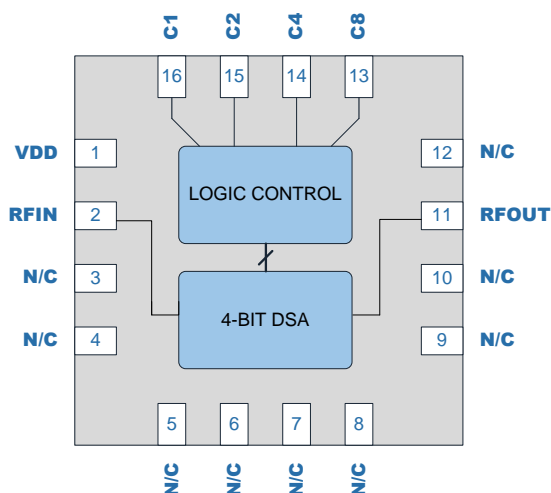 C1 C2 C4 C8
16 15 14 13
VDD 1 12 N/C
LOGIC CONTROL
RFIN 2 11 RFOUT
N/C 3 10 N/C
4-BIT DSA
N/C 4 9 N/C
5 6 7 8
N/C N/C N/C N/C